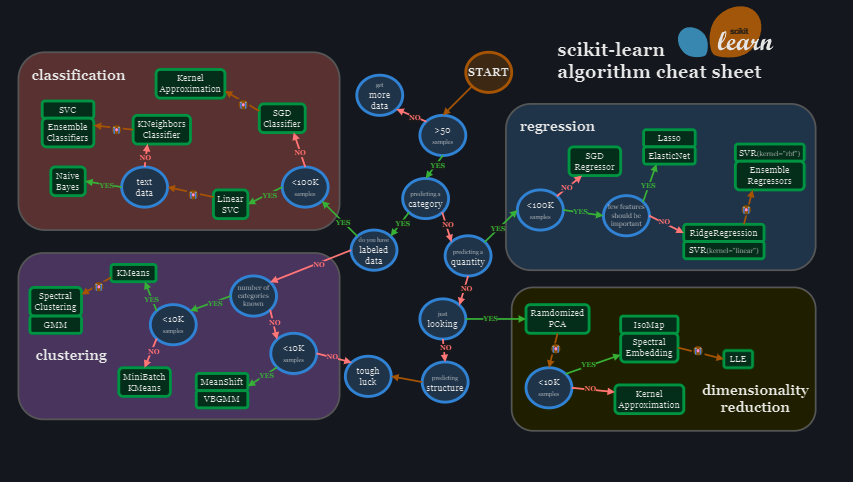 scikit-learn
algorithm cheat sheet
scikit
learn
START
classification
Kernel
Approximation
SVC
Ensemble
Classifiers
KNeighbors
Classifier
SGD
Classifier
NO
NO
Naive
Bayes
YES
text
data
Linear
SVC
YES
<100K
samples
get
more
data
NO
>50
samples
YES
predicting a
category
YES
NO
do you have
labeled
data
YES
NO
predicting a
quantity
YES
NO
just
looking
YES
NO
predicting
structure
tough
luck
regression
SGD
Regressor
NO
<100K
samples
YES
few features
should be
important
YES
NO
Lasso
ElasticNet
SVR(kernel="rbf")
Ensemble
Regressors
RidgeRegression
SVR(kernel="linear")
clustering
KMeans
Spectral
Clustering
GMM
YES
<10K
samples
NO
MiniBatch
KMeans
YES
number of
categories
known
NO
<10K
samples
NO
YES
MeanShift
VBGMM
dimensionality
reduction
Randomized
PCA
<10K
samples
YES
NO
IsoMap
Spectral
Embedding
LLE
Kernel
Approximation